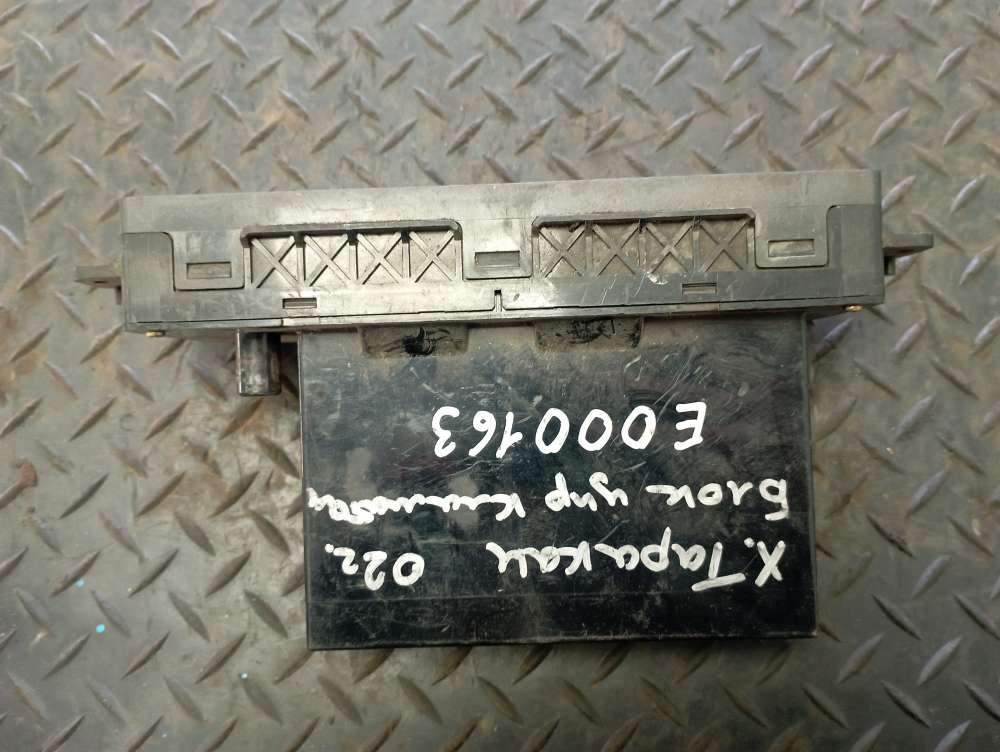 Х. Таракан 02г.
Блок упр климатом
E000163